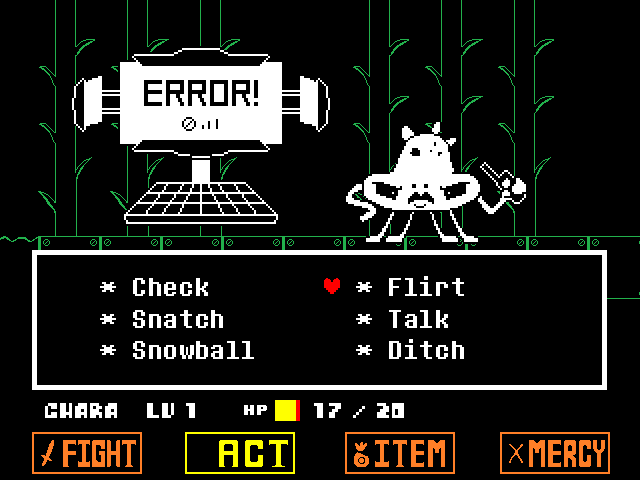 ERROR!
* Check * Flirt
* Snatch * Talk
* Snowball * Ditch
CHARA LV 1 HP 17 / 20
FIGHT ACT ITEM MERCY